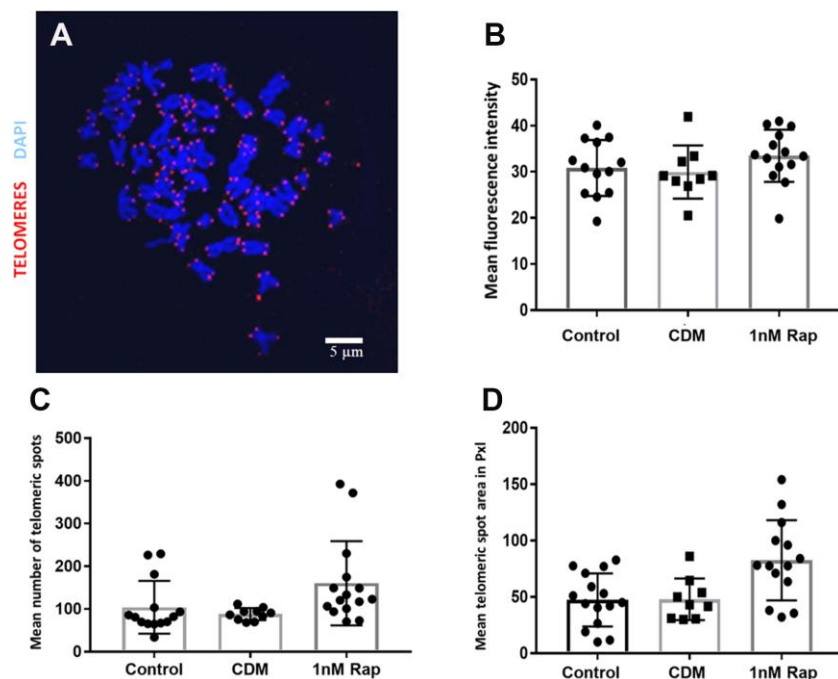 A
TELOMERES DAPI
5 µm
B
Mean fluorescence intensity
50
40
30
20
10
0
Control CDM 1nM Rap
C
Mean number of telomeric spots
500
400
300
200
100
0
Control CDM 1nM Rap
D
Mean telomeric spot area in Pxl
200
150
100
50
0
Control CDM 1nM Rap